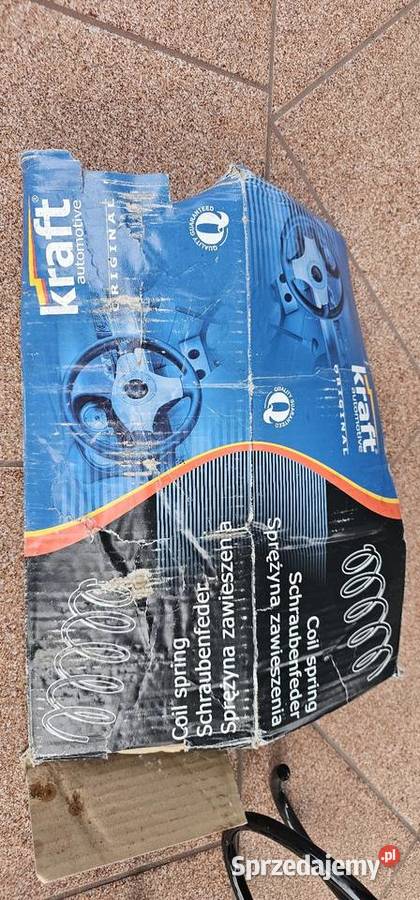 kraft®
automotive
ORIGINAL
QUALITY GUARANTEED
Q
Coil spring
Schraubenfeder
Sprężyna zawieszenia
kraft
automotive
ORIGINAL
QUALITY GUARANTEED
Q
Coil spring
Schraubenfeder
Sprężyna zawieszenia
Sprzedajemy.pl